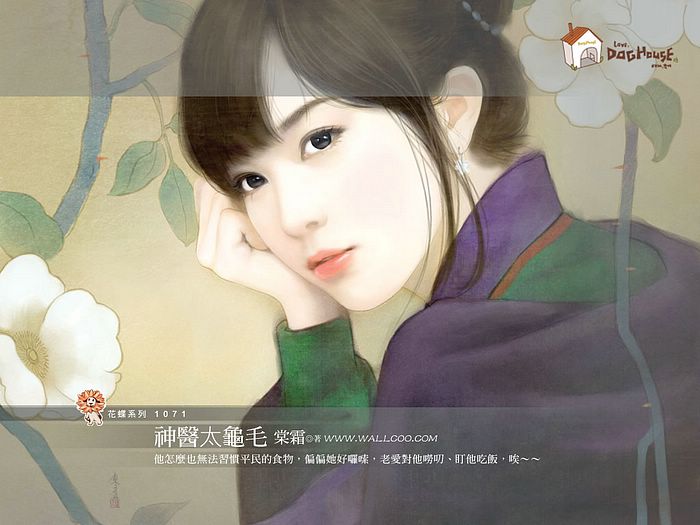 Love.
DOGHOUSE
花蝶系列 1071
神醫太龜毛 棠霜◎著 WWW.WALLCOO.COM
他怎麼也無法習慣平民的食物，偏偏她好囉嗦，老愛對他嘮叨、盯他吃飯，唉～～